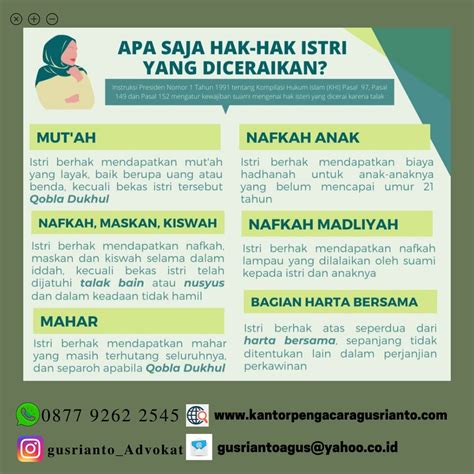 APA SAJA HAK-HAK ISTRI
YANG DICERAIKAN?
Instruksi Presiden Nomor 1 Tahun 1991 tentang Kompilasi Hukum Islam (KHI) Pasal 97, Pasal
149 dan Pasal 152 mengatur kewajiban suami mengenai hak isteri yang dicerai karena talak
MUT'AH
Istri berhak mendapatkan mut'ah
yang layak, baik berupa uang atau
benda, kecuali bekas istri tersebut
Qobla Dukhul
NAFKAH, MASKAN, KISWAH
Istri berhak mendapatkan nafkah,
maskan dan kiswah selama dalam
iddah, kecuali bekas istri telah
dijatuhi talak bain atau nusyus
dan dalam keadaan tidak hamil
MAHAR
Istri berhak mendapatkan mahar
yang masih terhutang seluruhnya,
dan separoh apabila Qobla Dukhul
NAFKAH ANAK
Istri berhak mendapatkan biaya
hadhanah untuk anak-anaknya
yang belum mencapai umur 21
tahun
NAFKAH MADLIYAH
Istri berhak mendapatkan nafkah
lampau yang dilalaikan oleh suami
kepada istri dan anaknya
BAGIAN HARTA BERSAMA
Istri berhak atas seperdua dari
harta bersama, sepanjang tidak
ditentukan lain dalam perjanjian
perkawinan
0877 9262 2545
www.kantorpengacaragusrianto.com
gusrianto_Advokat
gusriantoagus@yahoo.co.id